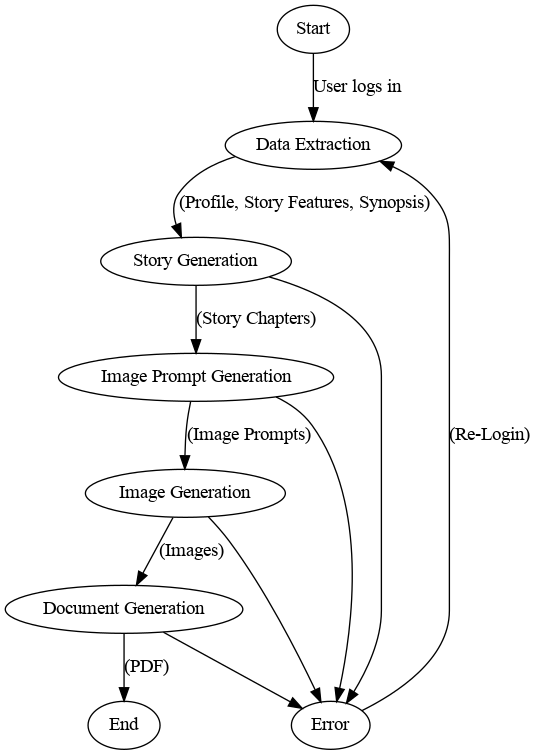 Start
User logs in
Data Extraction
(Profile, Story Features, Synopsis)
Story Generation
(Story Chapters)
Image Prompt Generation
(Image Prompts)
(Re-Login)
Image Generation
(Images)
Document Generation
(PDF)
End
Error